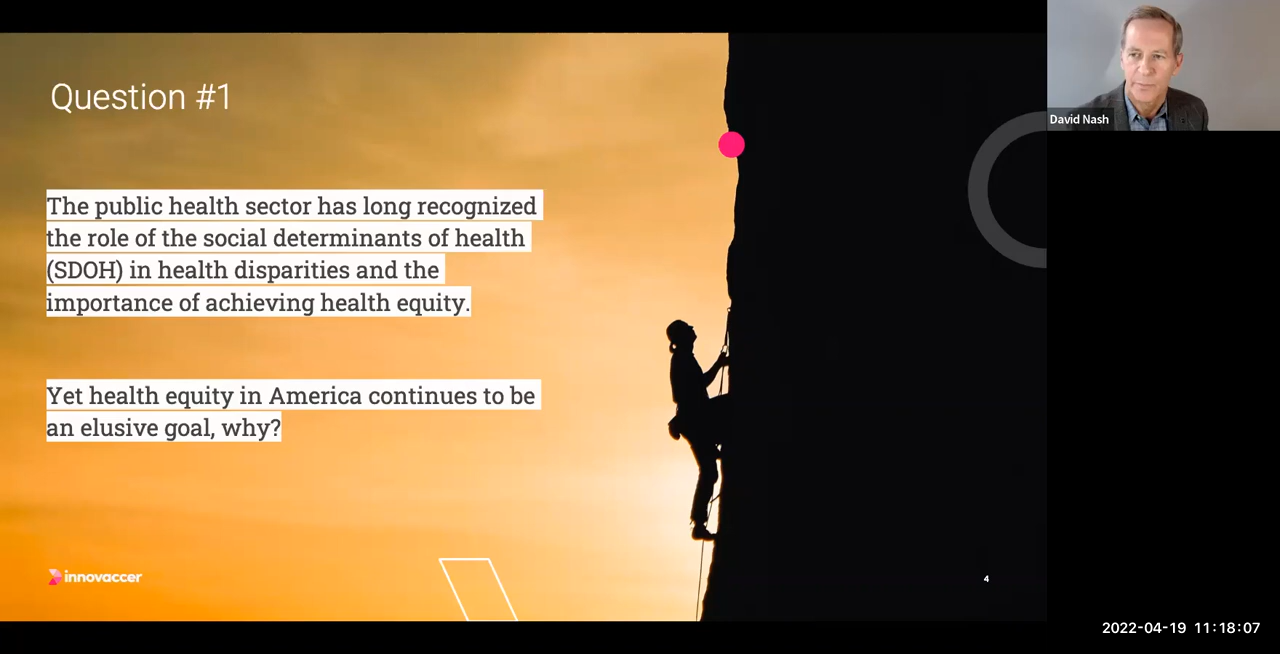 Question #1
The public health sector has long recognized
the role of the social determinants of health
(SDOH) in health disparities and the
importance of achieving health equity.
Yet health equity in America continues to be
an elusive goal, why?
innovaccer
4
David Nash
2022-04-19 11:18:07